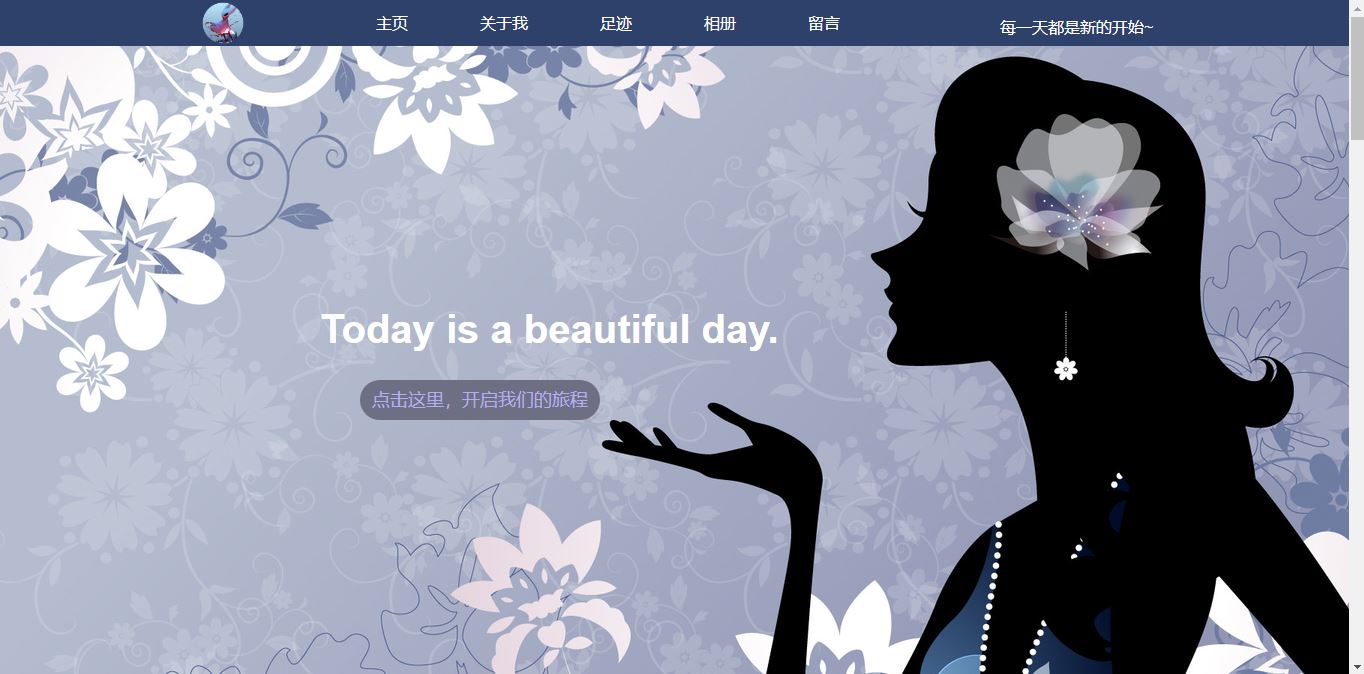 主页 关于我 足迹 相册 留言 每一天都是新的开始~
Today is a beautiful day.
点击这里，开启我们的旅程